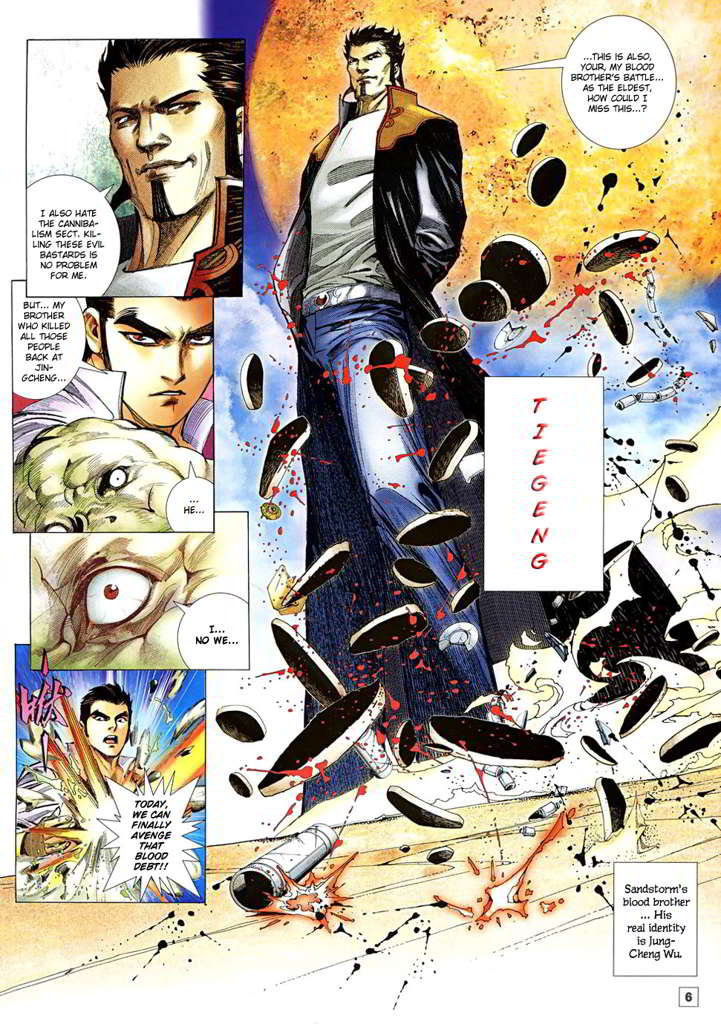 ...THIS IS ALSO,
YOUR, MY BLOOD
BROTHER'S BATTLE...
AS THE ELDEST,
HOW COULD I
MISS THIS...?
I ALSO HATE
THE CANNIBA-
LISM SECT. KIL-
LING THESE EVIL
BASTARDS IS
NO PROBLEM
FOR ME.
BUT... MY
BROTHER
WHO KILLED
ALL THOSE
PEOPLE
BACK AT
JIN-
GCHENG...
...
HE...
I...
NO WE...
TODAY,
WE CAN
FINALLY
AVENGE
THAT
BLOOD
DEBT!!
T
I
E
G
E
N
G
Sandstorm's
blood brother
... His
real identity
is Jung-
Cheng Wu.
6